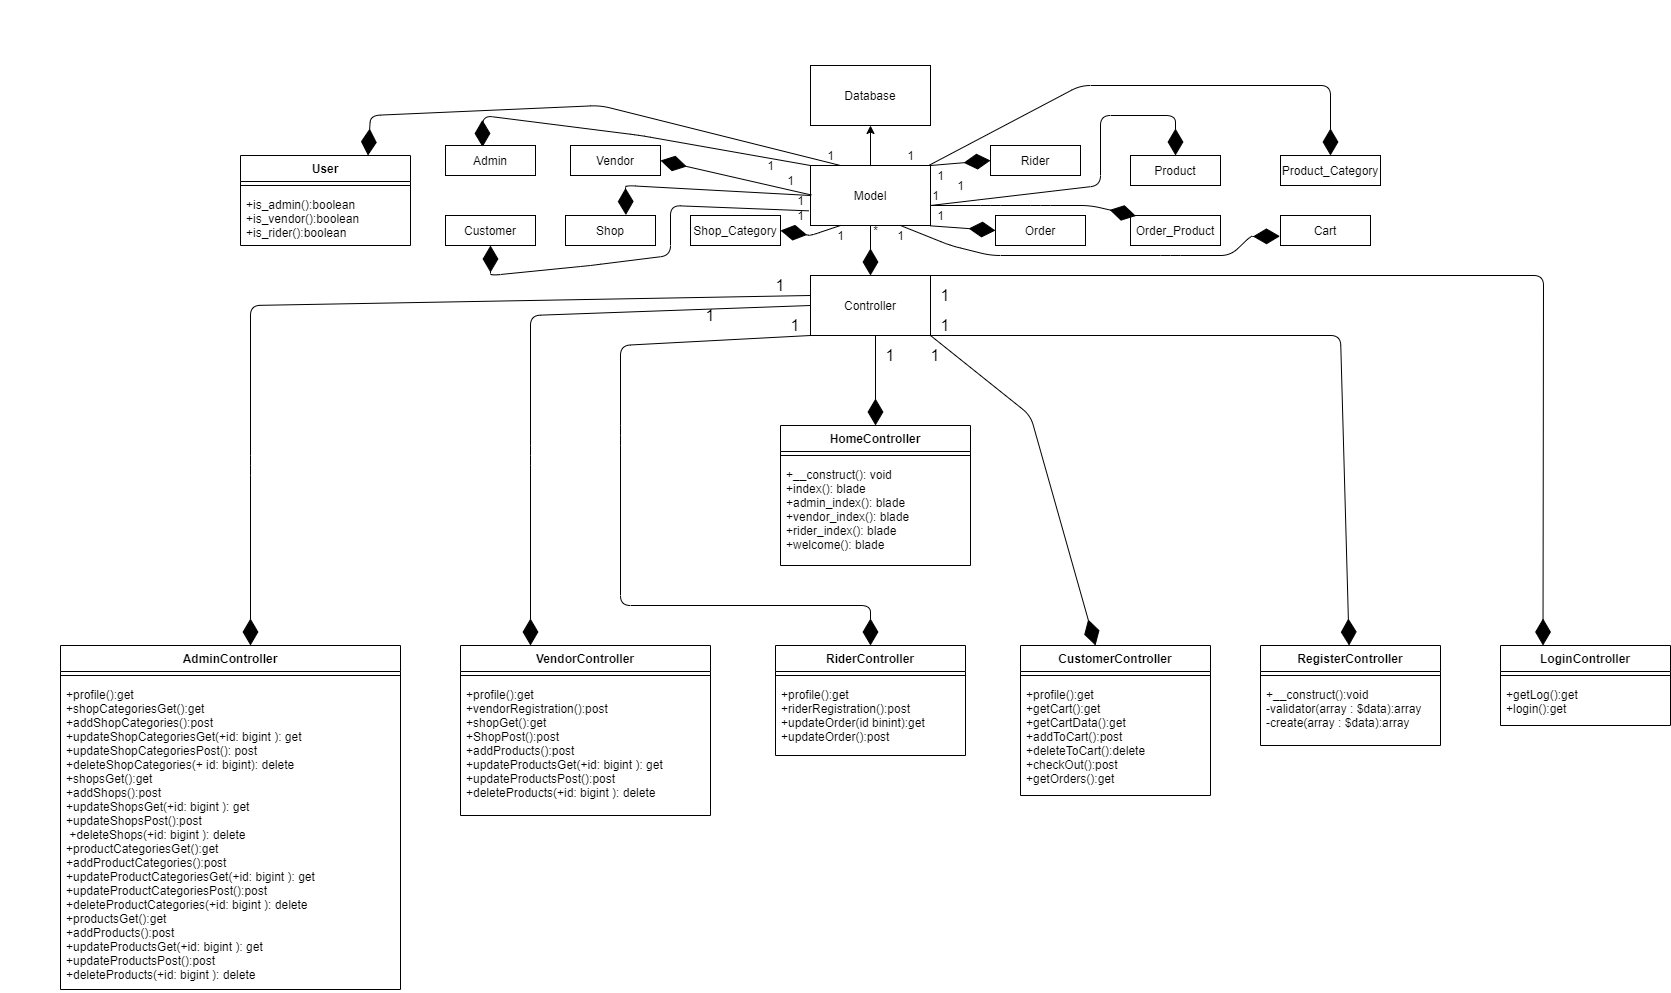 Database
User
+is_admin():boolean
+is_vendor():boolean
+is_rider():boolean
Admin
Vendor
Model
Rider
Product
Product_Category
Customer
Shop
Shop_Category
Order
Order_Product
Cart
1
1
1
1
1
1
1
1
1
1
1
*
1
Controller
1
1
1
1
1
1
1
HomeController
+__construct(): void
+index(): blade
+admin_index(): blade
+vendor_index(): blade
+rider_index(): blade
+welcome(): blade
AdminController
+profile():get
+shopCategoriesGet():get
+addShopCategories():post
+updateShopCategoriesGet(+id: bigint ): get
+updateShopCategoriesPost(): post
+deleteShopCategories(+ id: bigint): delete
+shopsGet():get
+addShops():post
+updateShopsGet(+id: bigint ): get
+updateShopsPost():post
+deleteShops(+id: bigint ): delete
+productCategoriesGet():get
+addProductCategories():post
+updateProductCategoriesGet(+id: bigint ): get
+updateProductCategoriesPost():post
+deleteProductCategories(+id: bigint ): delete
+productsGet():get
+addProducts():post
+updateProductsGet(+id: bigint ): get
+updateProductsPost():post
+deleteProducts(+id: bigint ): delete
VendorController
+profile():get
+vendorRegistration():post
+shopGet():get
+ShopPost():post
+addProducts():post
+updateProductsGet(+id: bigint ): get
+updateProductsPost():post
+deleteProducts(+id: bigint ): delete
RiderController
+profile():get
+riderRegistration():post
+updateOrder(id binint):get
+updateOrder():post
CustomerController
+profile():get
+getCart():get
+getCartData():get
+addToCart():post
+deleteToCart():delete
+checkOut():post
+getOrders():get
RegisterController
+__construct():void
-validator(array : $data):array
-create(array : $data):array
LoginController
+getLog():get
+login():get